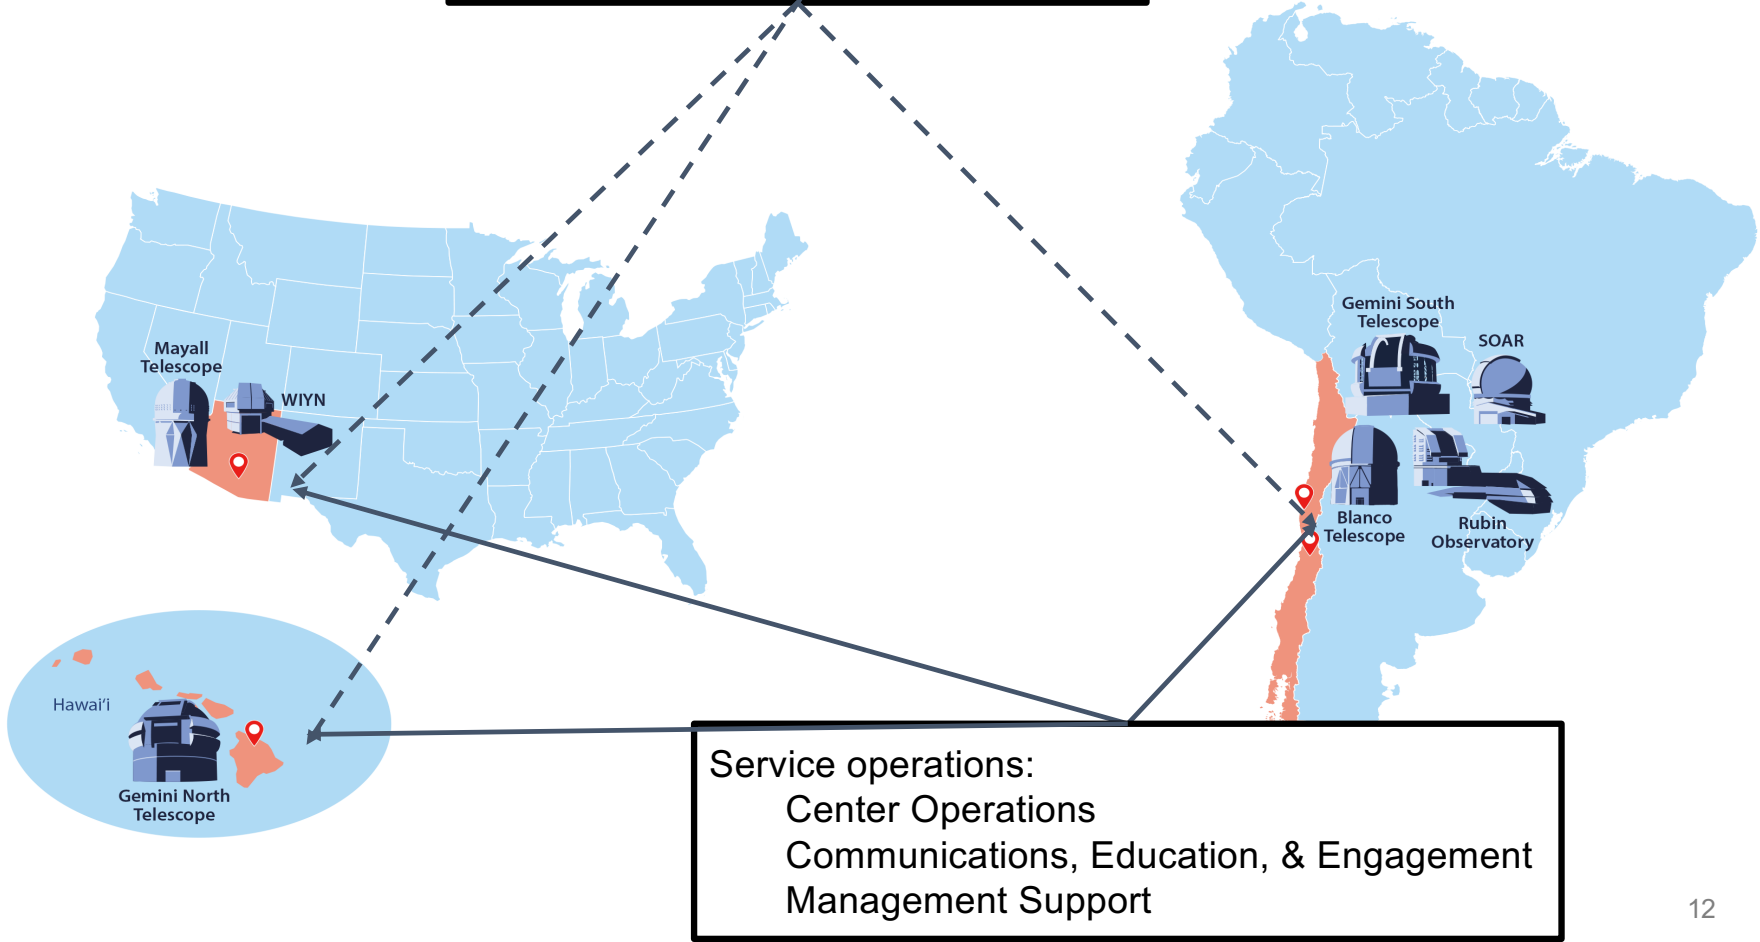 Gemini South
Telescope
SOAR
Mayall
Telescope
WIYN
Blanco
Telescope
Rubin
Observatory
Hawaiʻi
Gemini North
Telescope
Service operations:
Center Operations
Communications, Education, & Engagement
Management Support
12